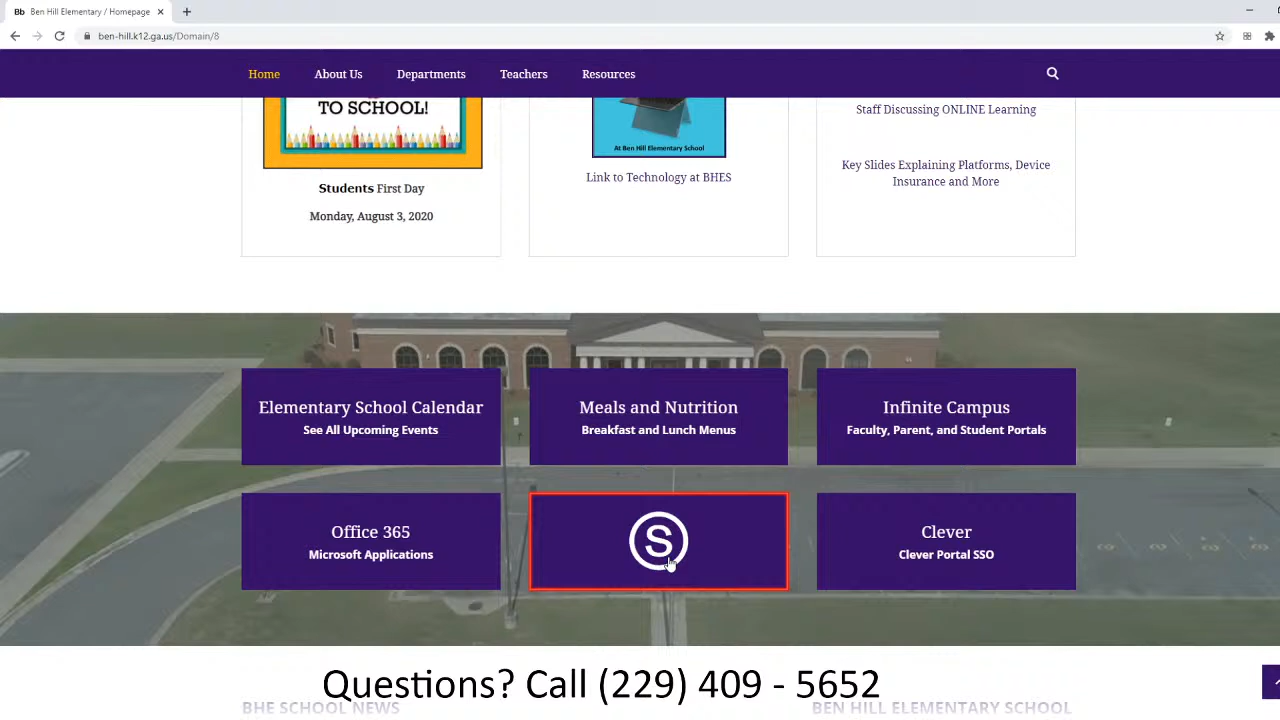 Bb Ben Hill Elementary / Homepage
ben-hill.k12.ga.us/Domain/8
Home About Us Departments Teachers Resources
TO SCHOOL!
Students First Day
Monday, August 3, 2020
At Ben Hill Elementary School
Link to Technology at BHES
Staff Discussing ONLINE Learning
Key Slides Explaining Platforms, Device
Insurance and More
Elementary School Calendar
See All Upcoming Events
Meals and Nutrition
Breakfast and Lunch Menus
Infinite Campus
Faculty, Parent, and Student Portals
Office 365
Microsoft Applications
S
Clever
Clever Portal SSO
Questions? Call (229) 409 - 5652
BHE SCHOOL NEWS
BEN HILL ELEMENTARY SCHOOL